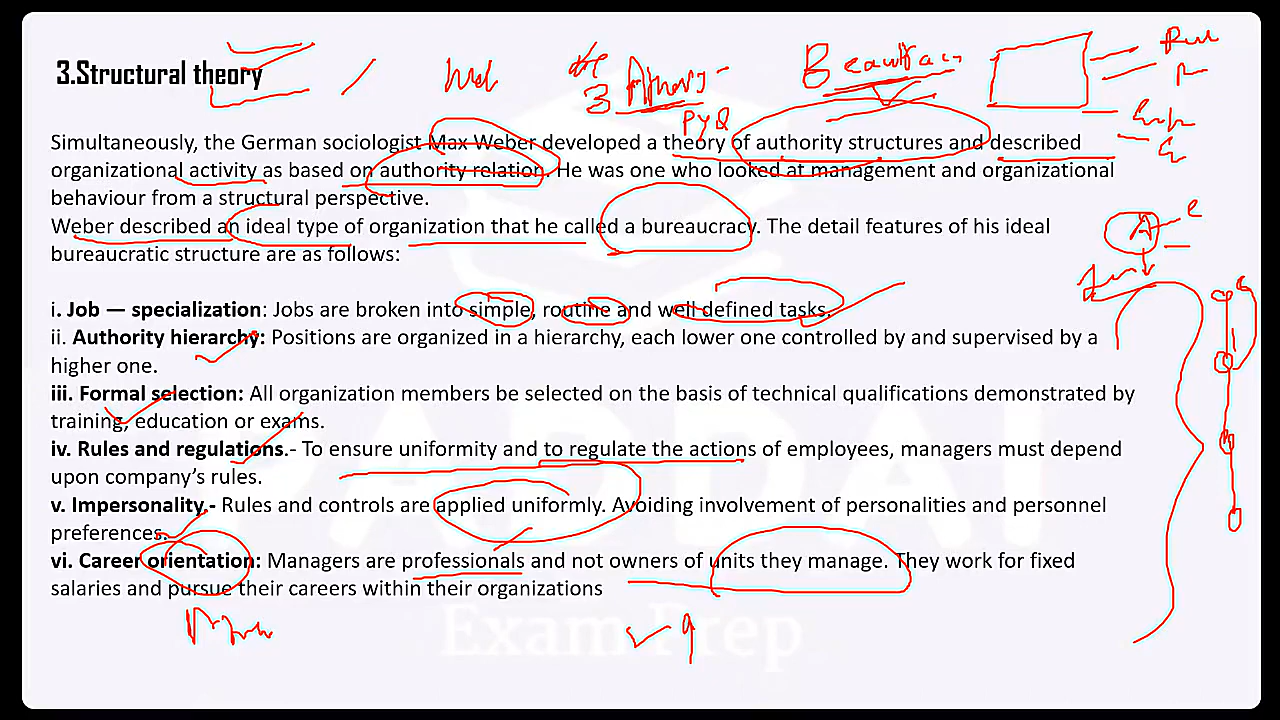 3.Structural theory
3
PYQ
Simultaneously, the German sociologist Max Weber developed a theory of authority structures and described
organizational activity as based on authority relation. He was one who looked at management and organizational
behaviour from a structural perspective.
Weber described an ideal type of organization that he called a bureaucracy. The detail features of his ideal
bureaucratic structure are as follows:
A
i. Job — specialization: Jobs are broken into simple, routine and well defined tasks.
ii. Authority hierarchy: Positions are organized in a hierarchy, each lower one controlled by and supervised by a
higher one.
iii. Formal selection: All organization members be selected on the basis of technical qualifications demonstrated by
training, education or exams.
iv. Rules and regulations.- To ensure uniformity and to regulate the actions of employees, managers must depend
upon company’s rules.
v. Impersonality.- Rules and controls are applied uniformly. Avoiding involvement of personalities and personnel
preferences.
vi. Career orientation: Managers are professionals and not owners of units they manage. They work for fixed
salaries and pursue their careers within their organizations
Exam Prep